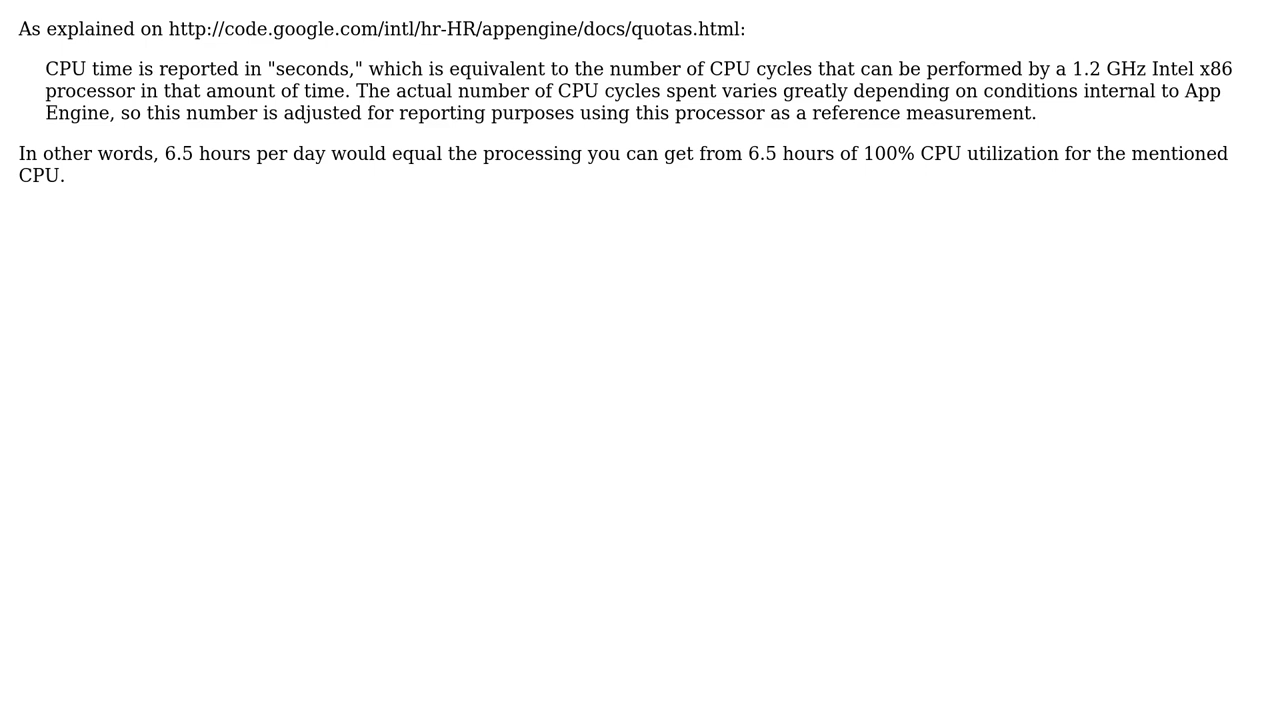 As explained on http://code.google.com/intl/hr-HR/appengine/docs/quotas.html:
CPU time is reported in "seconds," which is equivalent to the number of CPU cycles that can be performed by a 1.2 GHz Intel x86
processor in that amount of time. The actual number of CPU cycles spent varies greatly depending on conditions internal to App
Engine, so this number is adjusted for reporting purposes using this processor as a reference measurement.
In other words, 6.5 hours per day would equal the processing you can get from 6.5 hours of 100% CPU utilization for the mentioned
CPU.